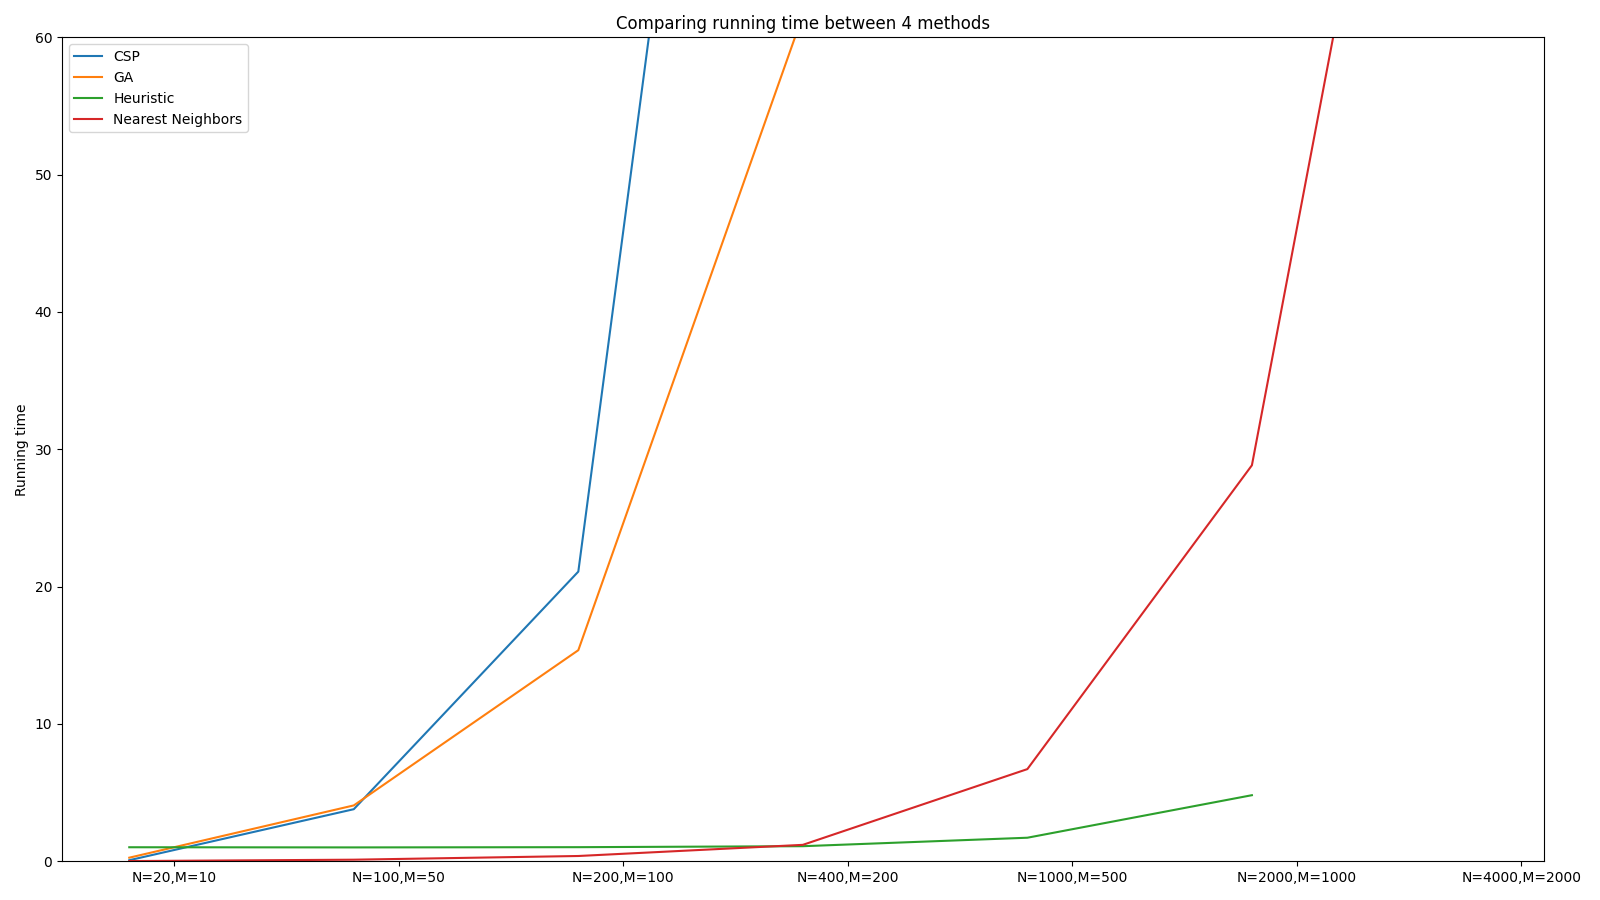 Comparing running time between 4 methods
CSP
GA
Heuristic
Nearest Neighbors
Running time
60
50
40
30
20
10
0
N=20,M=10
N=100,M=50
N=200,M=100
N=400,M=200
N=1000,M=500
N=2000,M=1000
N=4000,M=2000